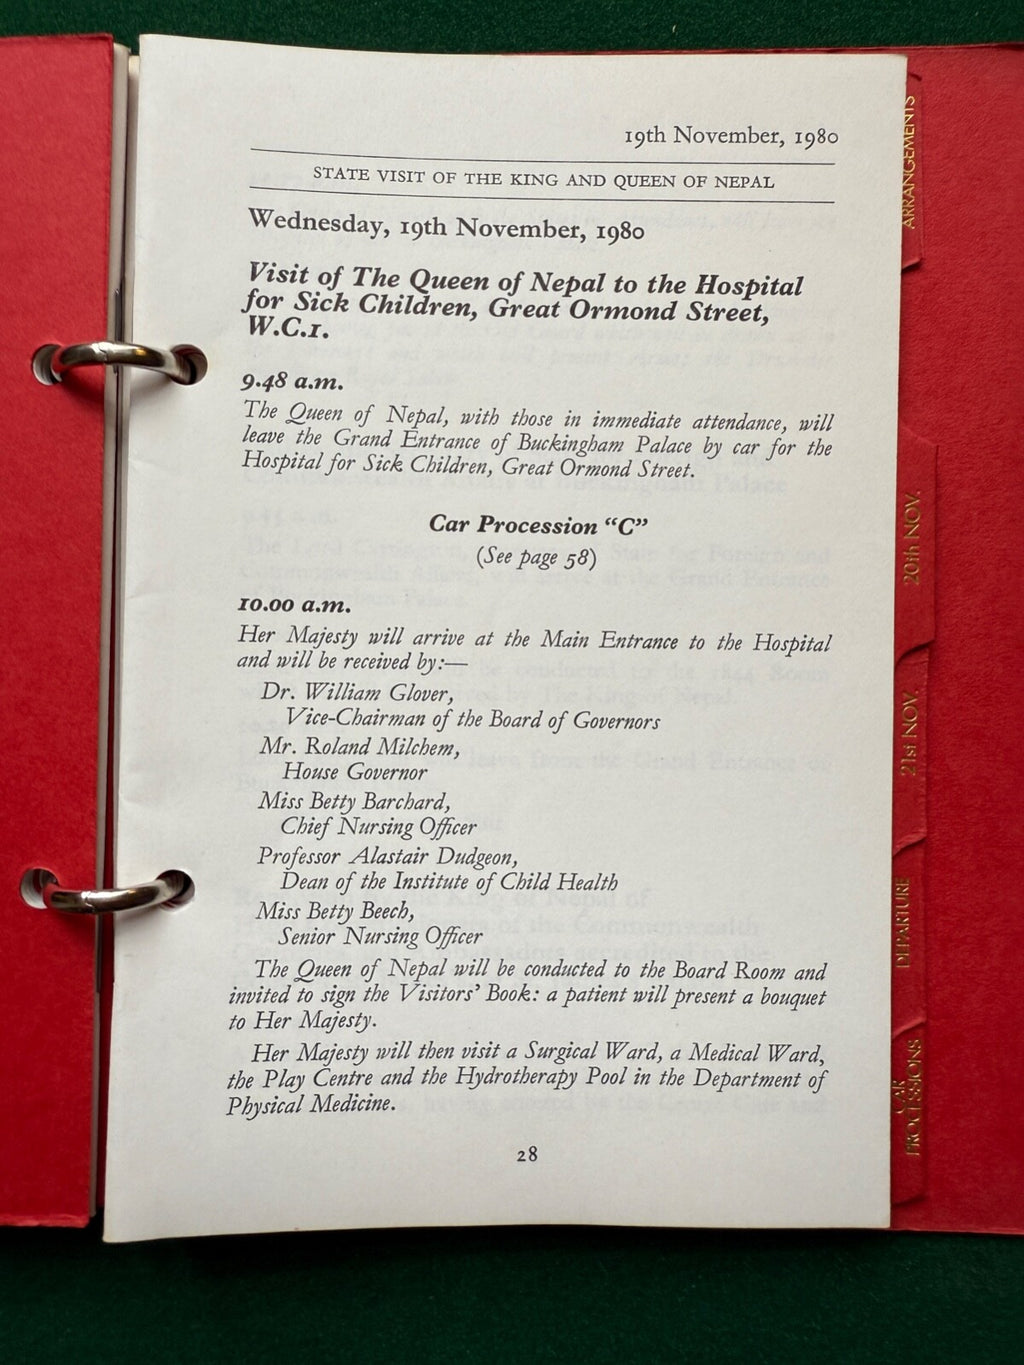 19th November, 1980
STATE VISIT OF THE KING AND QUEEN OF NEPAL
Wednesday, 19th November, 1980
Visit of The Queen of Nepal to the Hospital
for Sick Children, Great Ormond Street,
W.C.1.
9.48 a.m.
The Queen of Nepal, with those in immediate attendance, will
leave the Grand Entrance of Buckingham Palace by car for the
Hospital for Sick Children, Great Ormond Street.
Car Procession “C”
(See page 58)
10.00 a.m.
Her Majesty will arrive at the Main Entrance to the Hospital
and will be received by:—
Dr. William Glover,
Vice-Chairman of the Board of Governors
Mr. Roland Milchem,
House Governor
Miss Betty Barchard,
Chief Nursing Officer
Professor Alastair Dudgeon,
Dean of the Institute of Child Health
Miss Betty Beech,
Senior Nursing Officer
The Queen of Nepal will be conducted to the Board Room and
invited to sign the Visitors’ Book: a patient will present a bouquet
to Her Majesty.
Her Majesty will then visit a Surgical Ward, a Medical Ward,
the Play Centre and the Hydrotherapy Pool in the Department of
Physical Medicine.
28
ARRANGEMENTS
20th NOV.
21st NOV.
DEPARTURE
CAR
PROCESSIONS